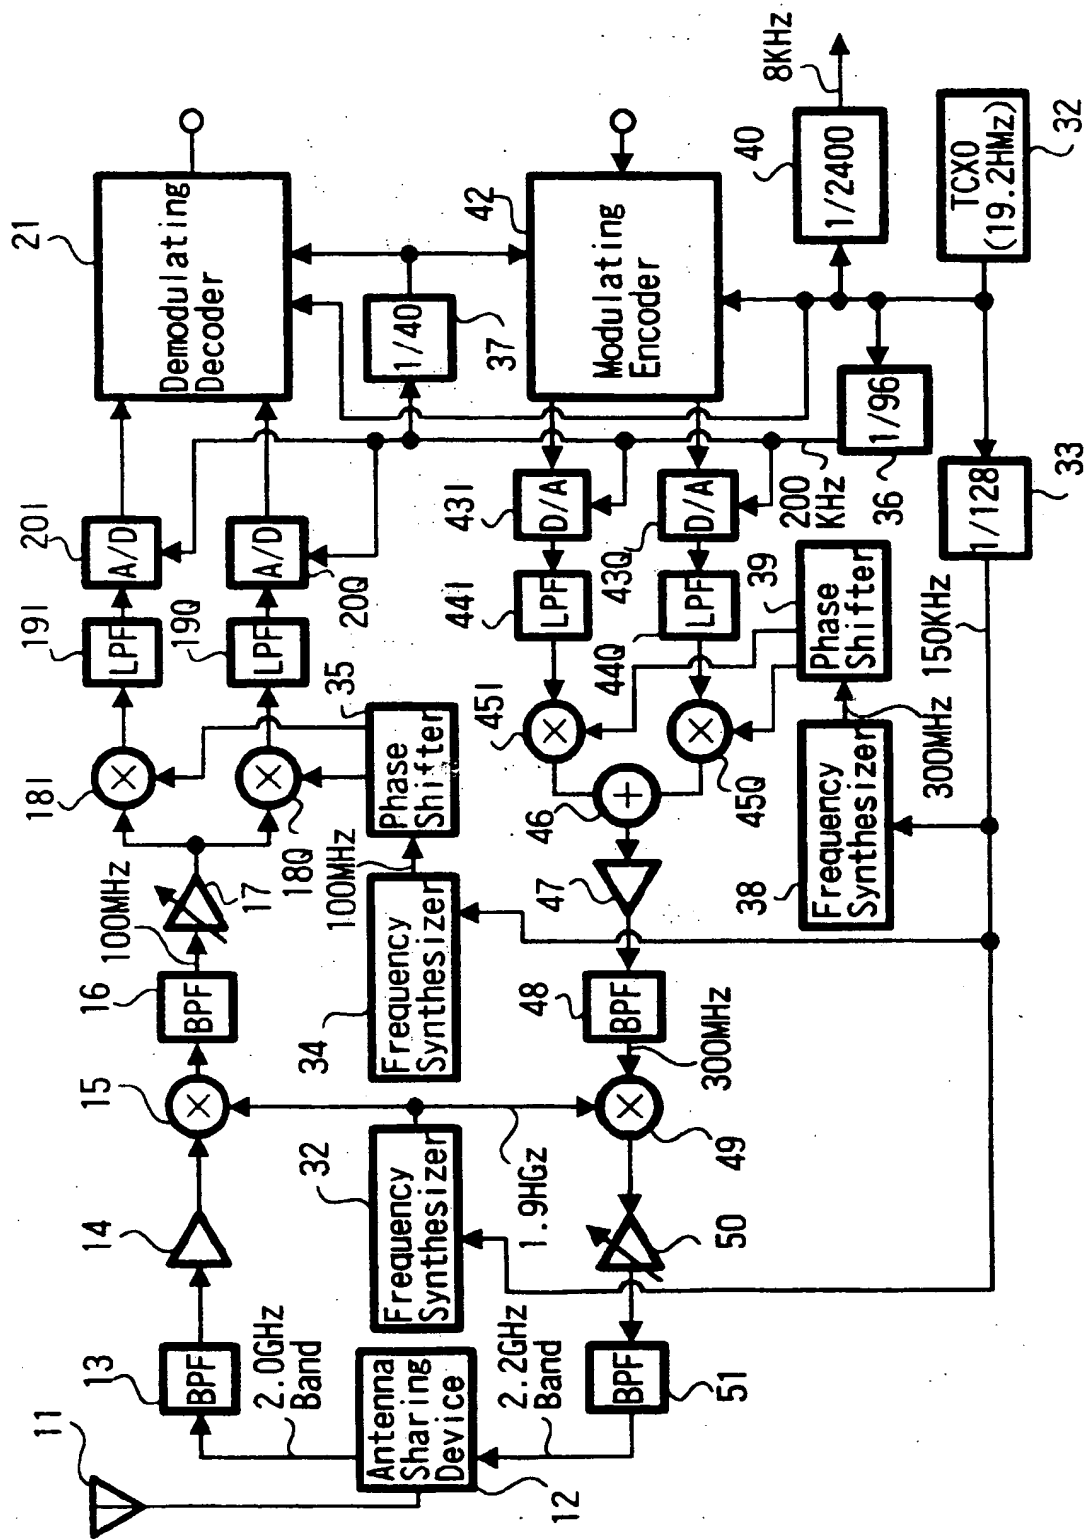 11
Antenna
Sharing
Device
12
2.0GHz
Band
2.2GHz
Band
13
BPF
14
15
16
BPF
100MHz
17
18I
18Q
19I
LPF
19Q
LPF
20I
A/D
A/D
20Q
21
Demodulating
Decoder
32
Frequency
Synthesizer
1.9HGz
34
Frequency
Synthesizer
100MHz
35
Phase
Shifter
1/40
37
42
Modulating
Encoder
43I
D/A
43Q
D/A
44I
LPF
44Q
LPF
45I
45Q
46
47
48
BPF
300MHz
49
50
BPF
51
38
Frequency
Synthesizer
300MHz
39
Phase
Shifter
150KHz
200
KHz
36
1/96
1/128
33
40
1/2400
8KHz
TCXO
(19.2HMz)
32